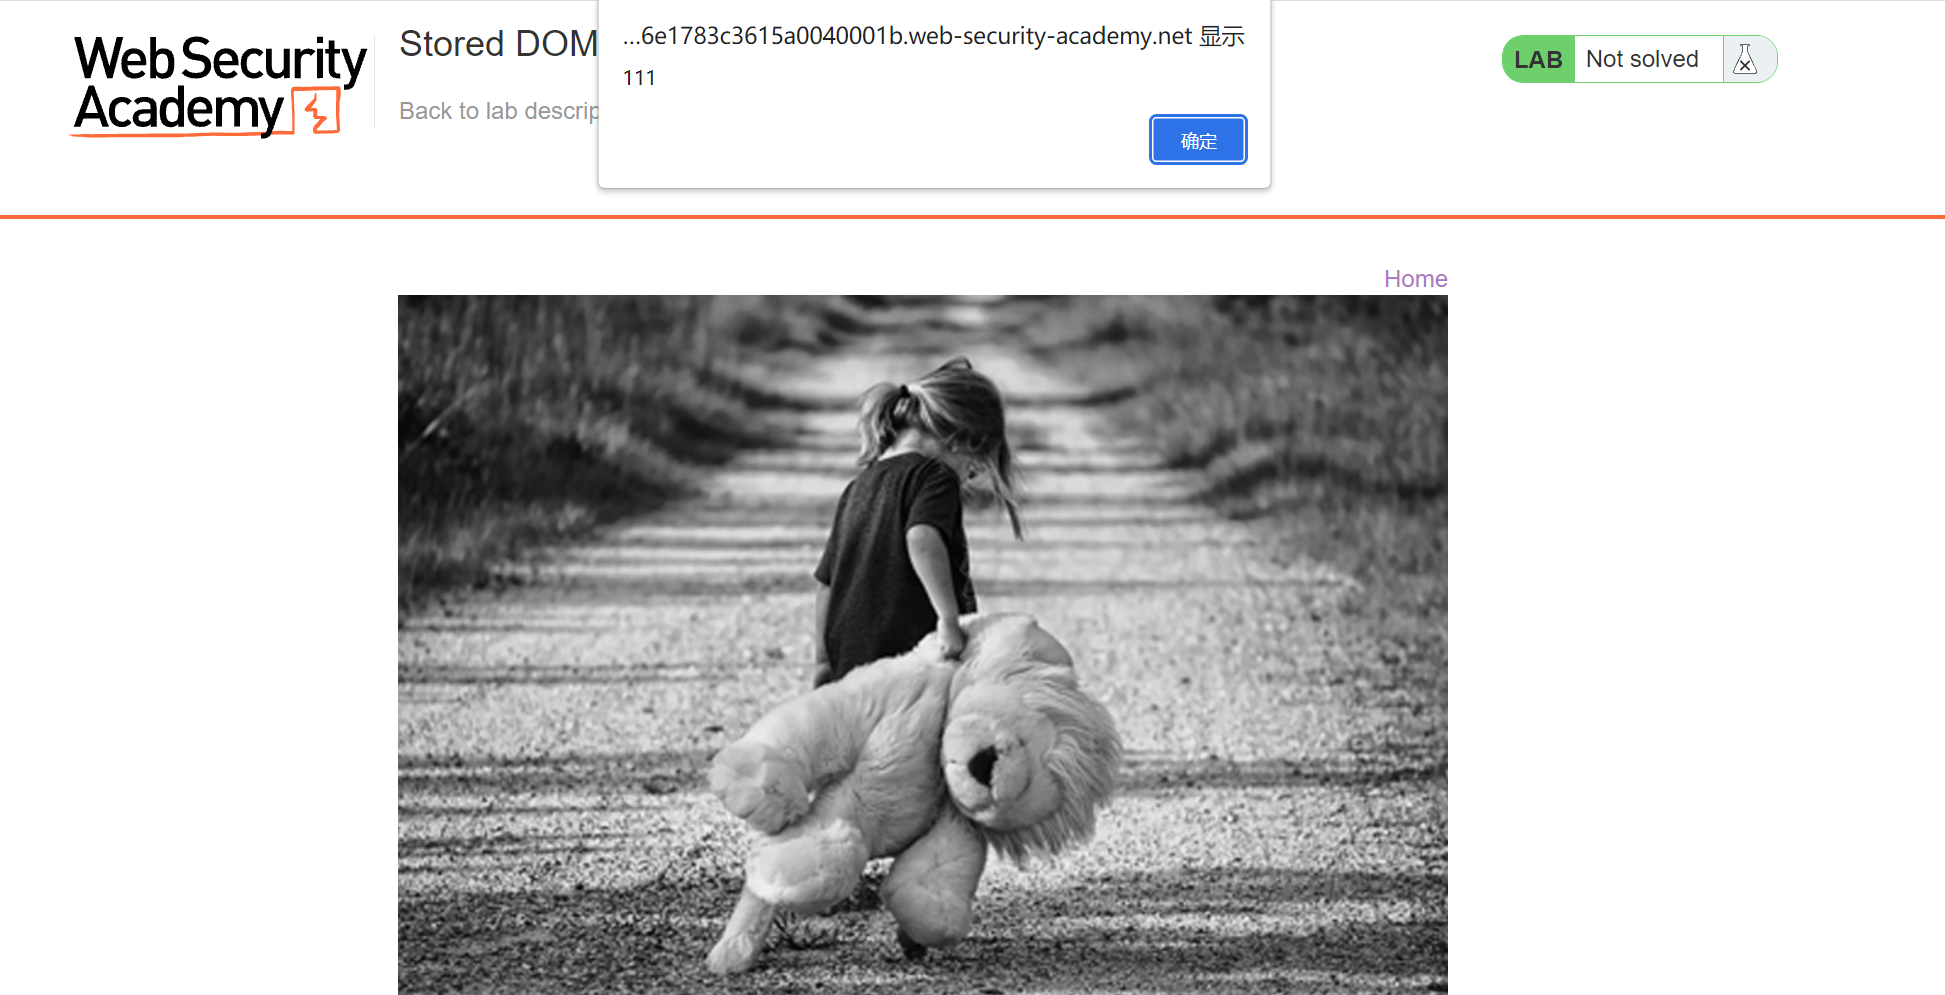 Web Security
Academy
Stored DOM
Back to lab descrip
...6e1783c3615a0040001b.web-security-academy.net 显示
111
确定
LAB
Not solved
Home